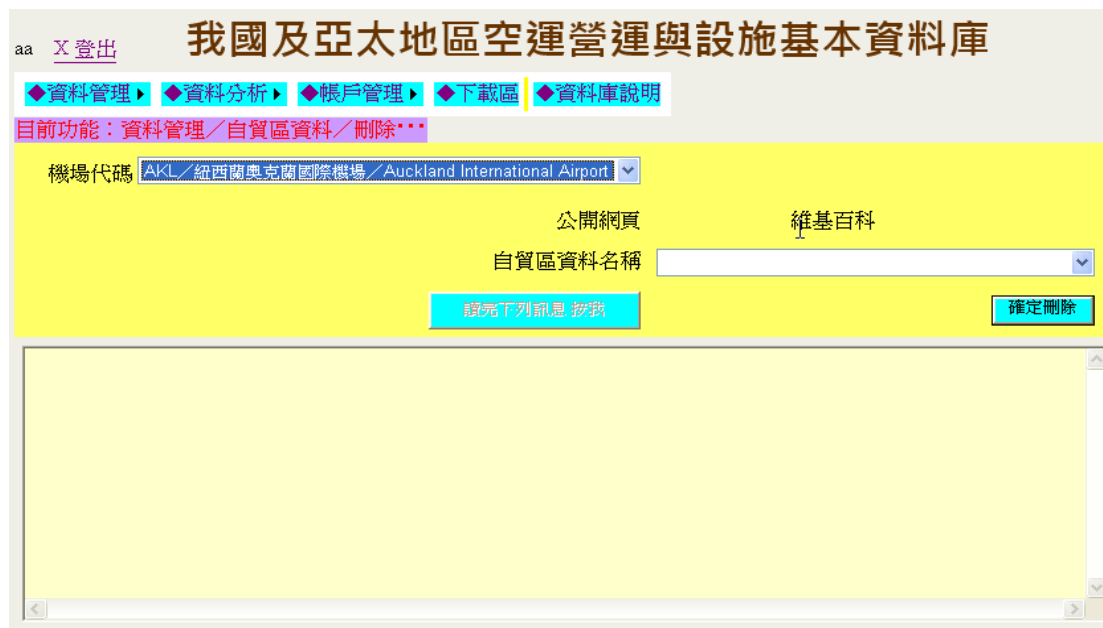 aa X 登出 我國及亞太地區空運營運與設施基本資料庫
◆資料管理▶ ◆資料分析▶ ◆帳戶管理▶ ◆下載區 ◆資料庫說明
目前功能：資料管理／自貿區資料／刪除···
機場代碼 AKL／紐西蘭奧克蘭國際機場／Auckland International Airport
公開網頁 維基百科
自貿區資料名稱
讀完下列訊息 按我 確定刪除